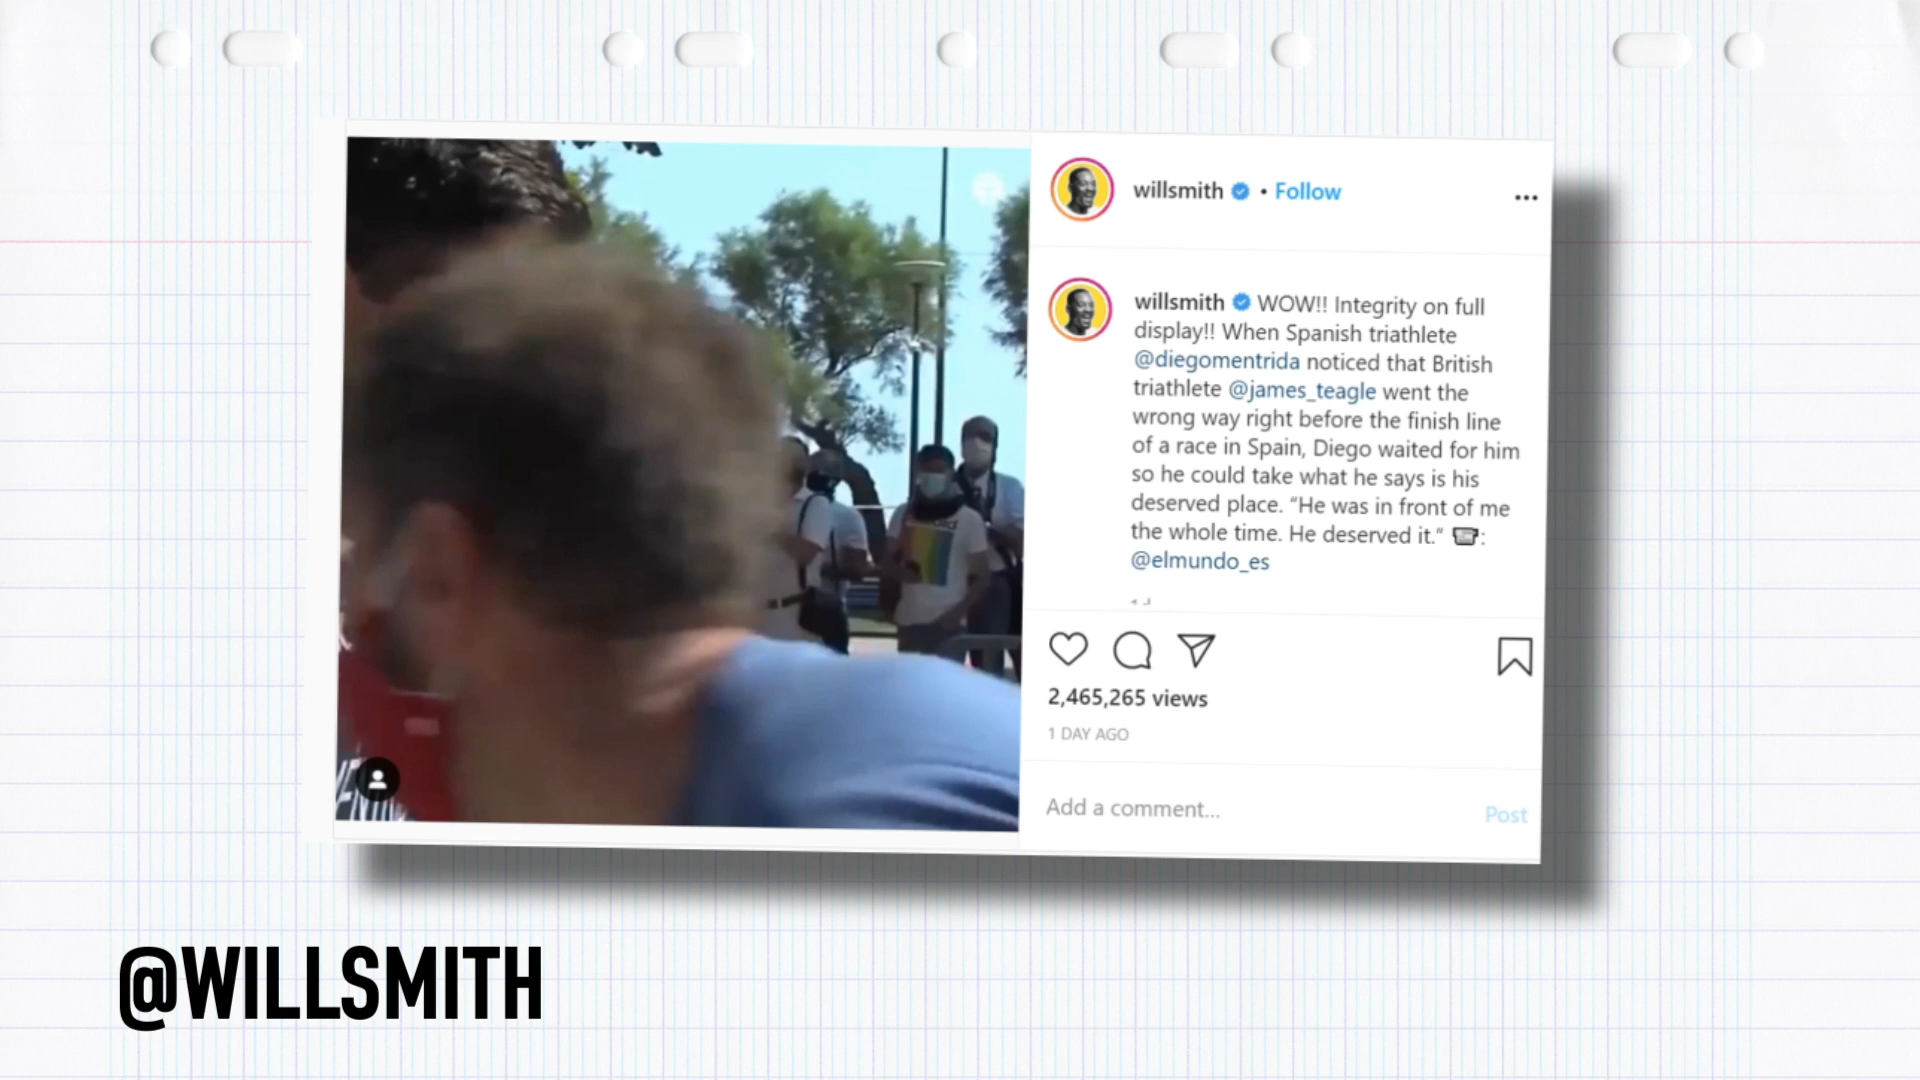 willsmith • Follow
willsmith WOW!! Integrity on full
display!! When Spanish triathlete
@diegomentrida noticed that British
triathlete @james_teagle went the
wrong way right before the finish line
of a race in Spain, Diego waited for him
so he could take what he says is his
deserved place. “He was in front of me
the whole time. He deserved it.” :
@elmundo_es
2,465,265 views
1 DAY AGO
Add a comment...
Post
@WILLSMITH